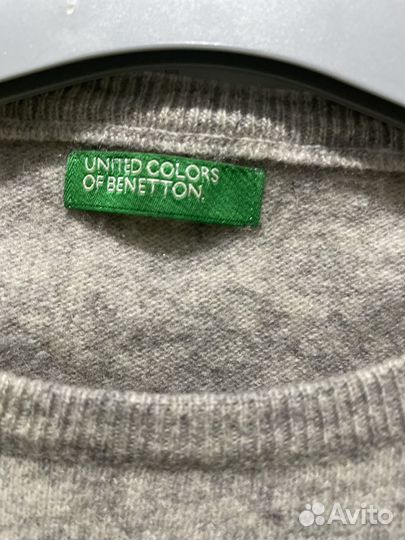 UNITED COLORS
OF BENETTON.
Avito